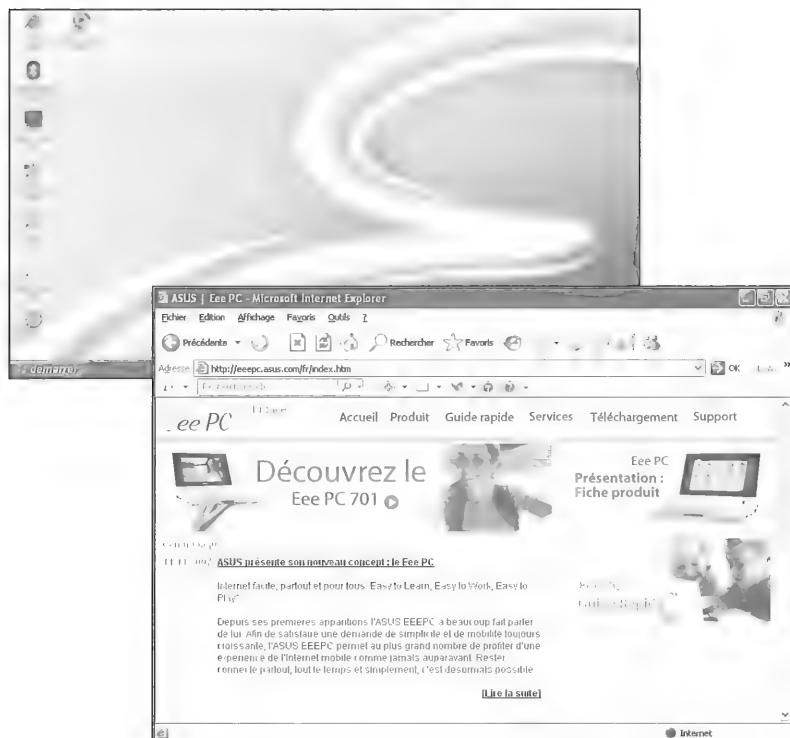 démarrer
ASUS | Eee PC - Microsoft Internet Explorer
Fichier Edition Affichage Favoris Outils ?
Précédente Rechercher Favoris
Adresse http://eeepc.asus.com/fr/index.htm OK
ee PC Accueil Produit Guide rapide Services Téléchargement Support
Découvrez le
Eee PC 701
Eee PC
Présentation :
Fiche produit
ASUS présente son nouveau concept : le Eee PC
Internet facile, partout et pour tous "Easy to Learn, Easy to Work, Easy to
Play"
Depuis ses premières apparitions l'ASUS EEEPC a beaucoup fait parler
de lui. Afin de satisfaire une demande de simplicité et de mobilité toujours
croissante, l'ASUS EEEPC permet au plus grand nombre de profiter d'une
expérience de l'Internet mobile comme jamais auparavant. Rester
connecté partout, tout le temps et simplement, c'est désormais possible
[Lire la suite]
Internet